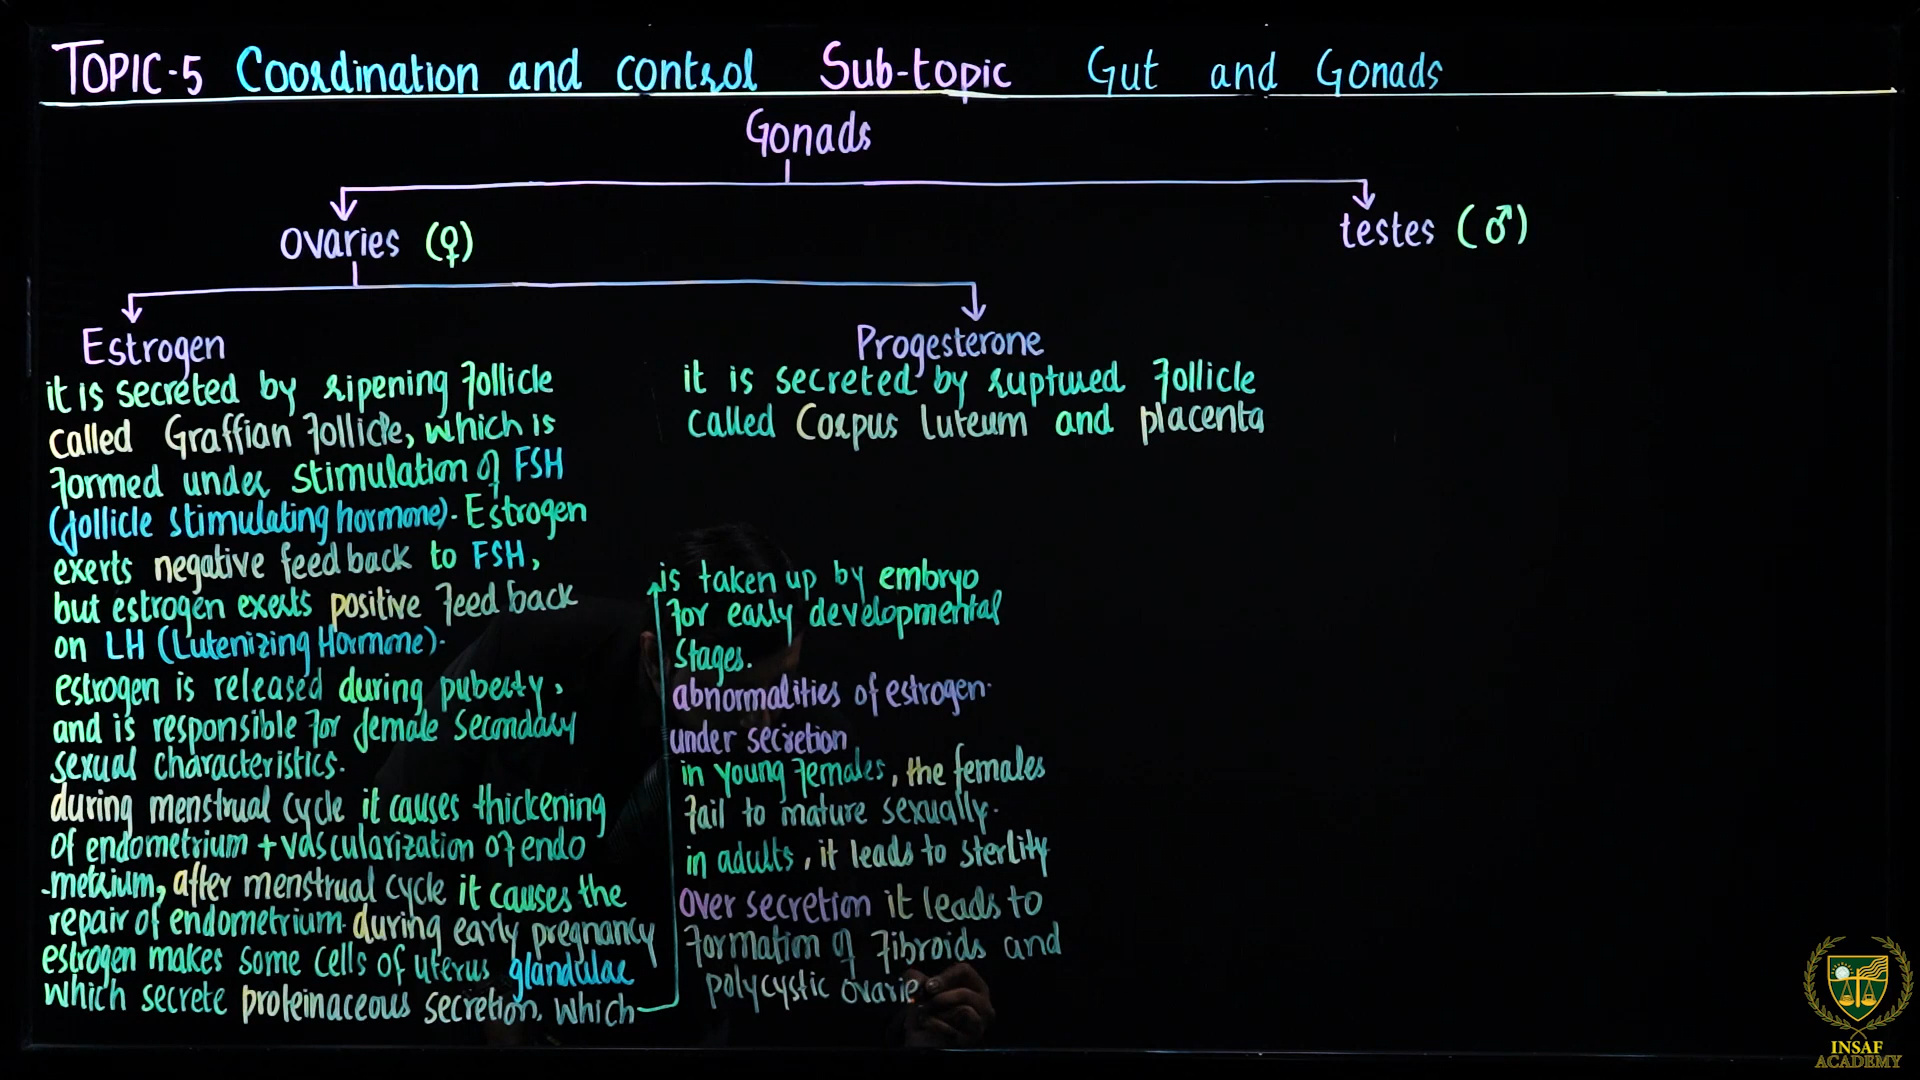 TOPIC-5 Coordination and control Sub-topic Gut and Gonads
Gonads
Ovaries (♀)
testes (♂)
Estrogen
it is secreted by ripening follicle
called Graffian follicle, which is
formed under stimulation of FSH
(follicle stimulating hormone). Estrogen
exerts negative feed back to FSH,
but estrogen exerts positive feed back
on LH (Lutenizing Hormone).
estrogen is released during puberty,
and is responsible for female secondary
sexual characteristics.
during menstrual cycle it causes thickening
of endometrium + vascularization of endo
-metrium, after menstrual cycle it causes the
repair of endometrium. during early pregnancy
estrogen makes some cells of uterus glandular
which secrete proteinaceous secretion. which
is taken up by embryo
for early developmental
stages.
abnormalities of estrogen.
under secretion
in young females, the females
fail to mature sexually.
in adults, it leads to sterlity
Over secretion it leads to
formation of fibroids and
polycystic ovarie
Progesterone
it is secreted by ruptured follicle
called Corpus luteum and placenta
INSAF
ACADEMY